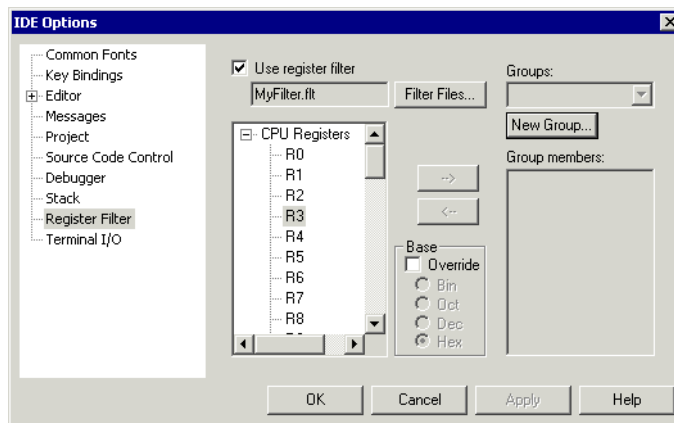 IDE Options
Common Fonts
Key Bindings
Editor
Messages
Project
Source Code Control
Debugger
Stack
Register Filter
Terminal I/O
Use register filter
MyFilter.flt
Filter Files...
CPU Registers
R0
R1
R2
R3
R4
R5
R6
R7
R8
-->
<--
Base
Override
Bin
Oct
Dec
Hex
Groups:
New Group...
Group members:
OK
Cancel
Apply
Help